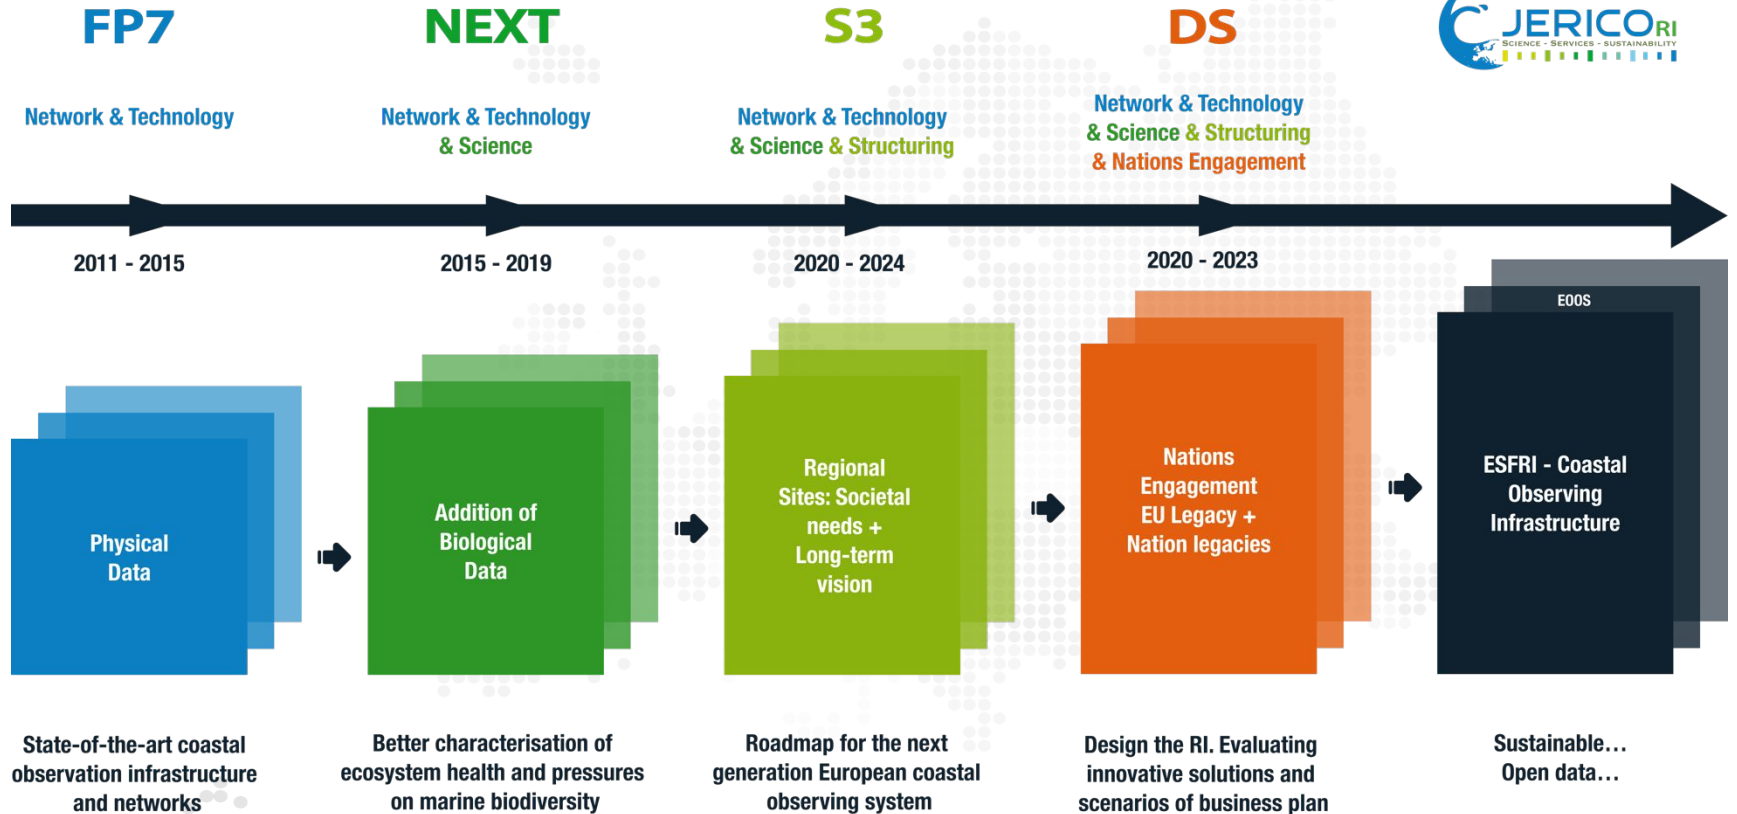 FP7
NEXT
S3
DS
JERICO RI
SCIENCE - SERVICES - SUSTAINABILITY
Network & Technology
Network & Technology
& Science
Network & Technology
& Science & Structuring
Network & Technology
& Science & Structuring
& Nations Engagement
2011 - 2015
2015 - 2019
2020 - 2024
2020 - 2023
Physical
Data
Addition of
Biological
Data
Regional
Sites: Societal
needs +
Long-term
vision
Nations
Engagement
EU Legacy +
Nation legacies
EOOS
ESFRI - Coastal
Observing
Infrastructure
State-of-the-art coastal
observation infrastructure
and networks
Better characterisation of
ecosystem health and pressures
on marine biodiversity
Roadmap for the next
generation European coastal
observing system
Design the RI. Evaluating
innovative solutions and
scenarios of business plan
Sustainable…
Open data…